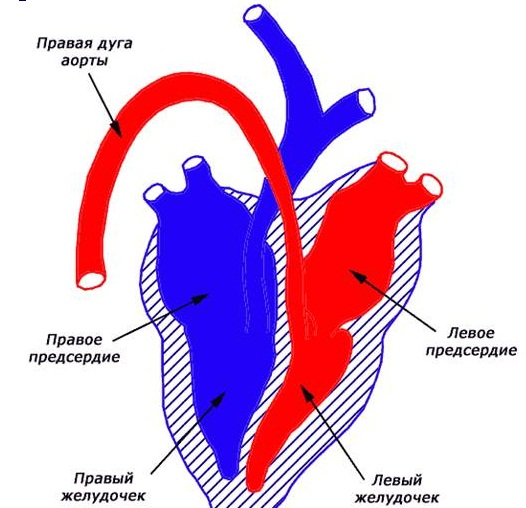 Правая дуга
аорты
Правое
предсердие
Левое
предсердие
Правый
желудочек
Левый
желудочек